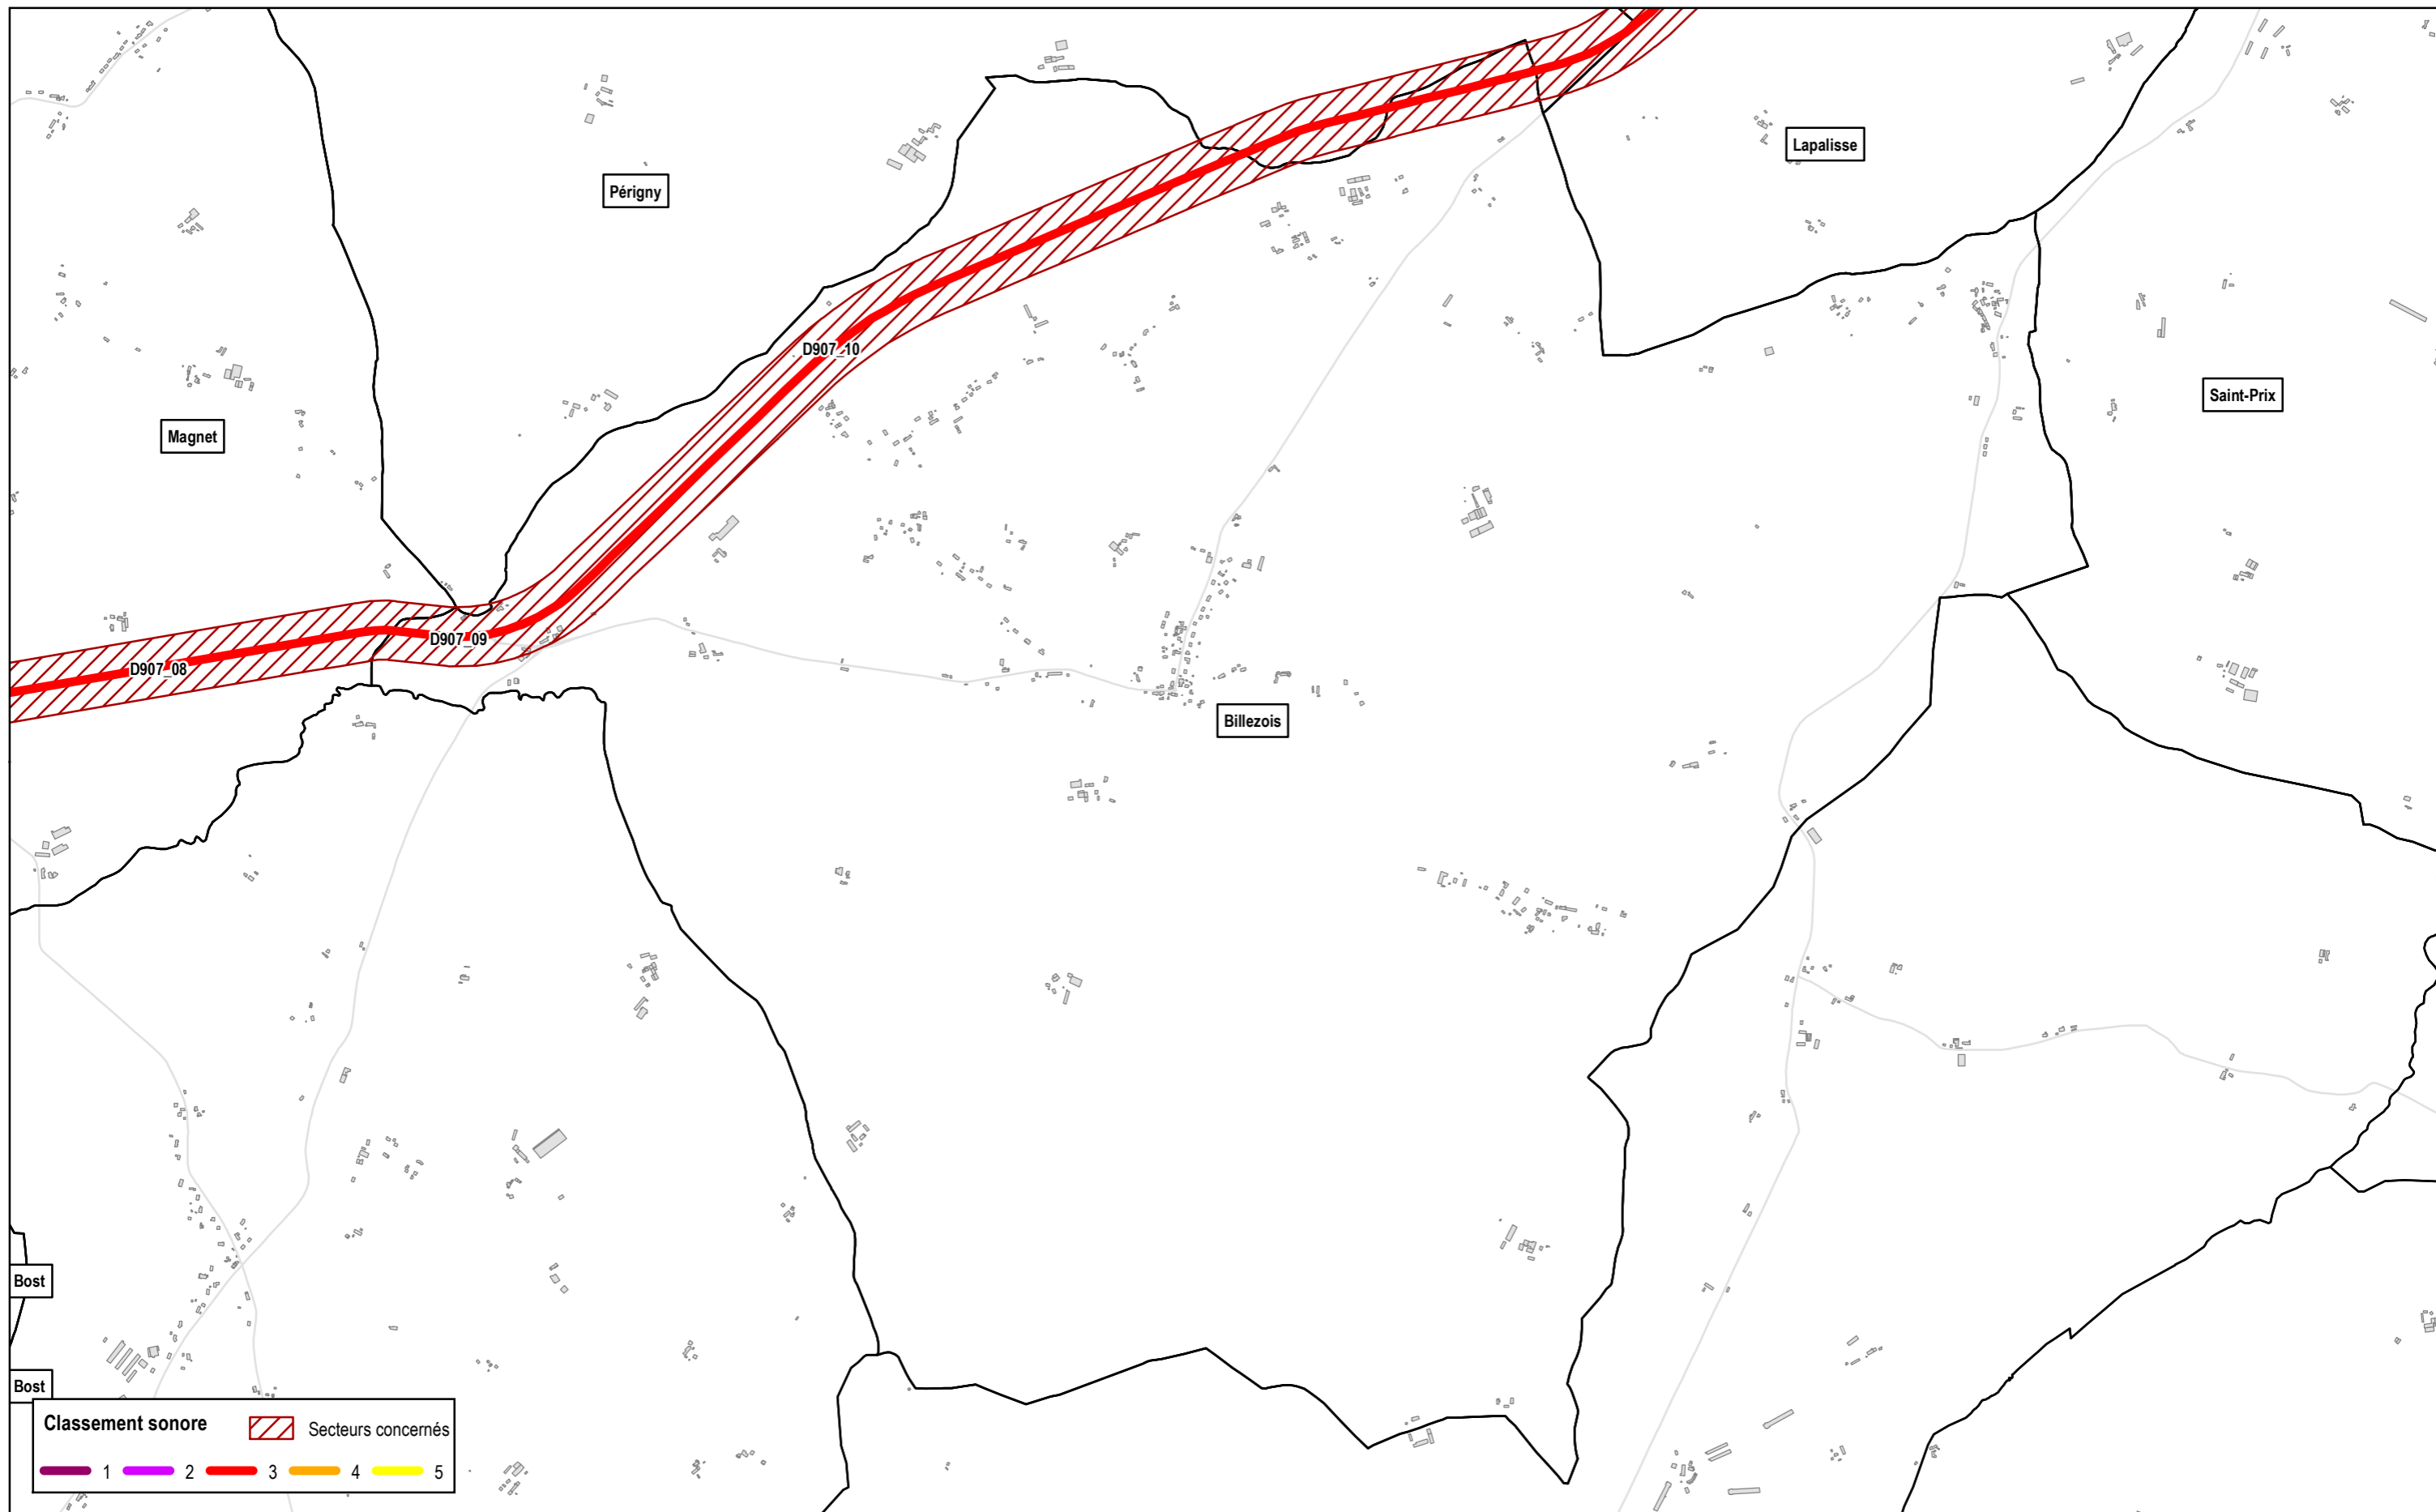 Lapalisse
Périgny
D907_10
Saint-Prix
Magnet
D907_09
D907_08
Billezois
Bost
Bost
Classement sonore
Secteurs concernés
1 2 3 4 5